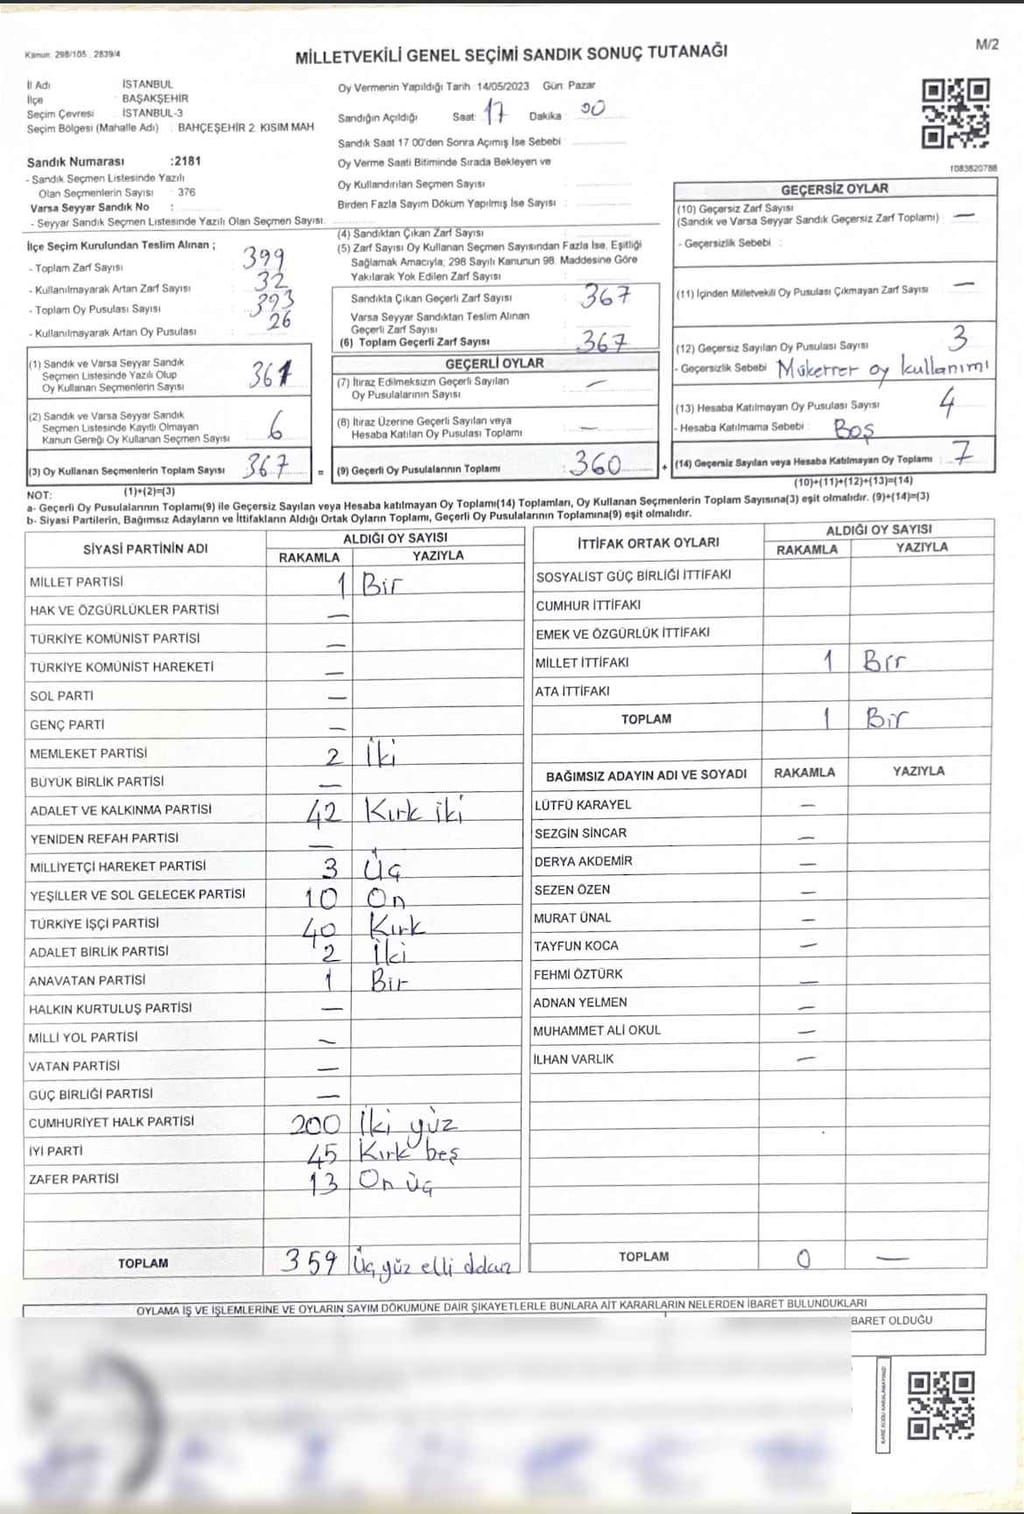 Kanun: 298/105 , 2839/4
MİLLETVEKİLİ GENEL SEÇİMİ SANDIK SONUÇ TUTANAĞI
M/2
İl Adı İSTANBUL
İlçe BAŞAKŞEHİR
Seçim Çevresi İSTANBUL-3
Seçim Bölgesi (Mahalle Adı) : BAHÇEŞEHİR 2. KISIM MAH
Oy Vermenin Yapıldığı Tarih 14/05/2023 Gün: Pazar
Sandığın Açıldığı Saat: 17 Dakika 00
Sandık Saat 17:00'den Sonra Açımış İse Sebebi
Oy Verme Saati Bitiminde Sırada Bekleyen ve
Oy Kullandırılan Seçmen Sayısı
Birden Fazla Sayım Döküm Yapılmış İse Sayısı
1083620786
Sandık Numarası :2181
- Sandık Seçmen Listesinde Yazılı
Olan Seçmenlerin Sayısı : 376
Varsa Seyyar Sandık No :
- Seyyar Sandık Seçmen Listesinde Yazılı Olan Seçmen Sayısı:
İlçe Seçim Kurulundan Teslim Alınan ;
- Toplam Zarf Sayısı 399
- Kullanılmayarak Artan Zarf Sayısı 32
- Toplam Oy Pusulası Sayısı 393
- Kullanılmayarak Artan Oy Pusulası 26
(4) Sandıktan Çıkan Zarf Sayısı
(5) Zarf Sayısı Oy Kullanan Seçmen Sayısından Fazla İse, Eşitliği
Sağlamak Amacıyla; 298 Sayılı Kanunun 98. Maddesine Göre
Yakılarak Yok Edilen Zarf Sayısı
Sandıkta Çıkan Geçerli Zarf Sayısı 367
Varsa Seyyar Sandıktan Teslim Alınan
Geçerli Zarf Sayısı
(6) Toplam Geçerli Zarf Sayısı 367
GEÇERSİZ OYLAR
(10) Geçersiz Zarf Sayısı
(Sandık ve Varsa Seyyar Sandık Geçersiz Zarf Toplamı) —
- Geçersizlik Sebebi :
(11) İçinden Milletvekili Oy Pusulası Çıkmayan Zarf Sayısı —
(12) Geçersiz Sayılan Oy Pusulası Sayısı 3
- Geçersizlik Sebebi Mükerrer oy kullanımı
(13) Hesaba Katılmayan Oy Pusulası Sayısı 4
- Hesaba Katılmama Sebebi : Boş
(14) Geçersiz Sayılan veya Hesaba Katılmayan Oy Toplamı : 7
(10)+(11)+(12)+(13)=(14)
(1) Sandık ve Varsa Seyyar Sandık
Seçmen Listesinde Yazılı Olup
Oy Kullanan Seçmenlerin Sayısı 361
(2) Sandık ve Varsa Seyyar Sandık
Seçmen Listesinde Kayıtlı Olmayan
Kanun Gereği Oy Kullanan Seçmen Sayısı 6
(3) Oy Kullanan Seçmenlerin Toplam Sayısı 367 =
(1)+(2)=(3)
GEÇERLİ OYLAR
(7) İtiraz Edilmeksizin Geçerli Sayılan
Oy Pusulalarının Sayısı —
(8) İtiraz Üzerine Geçerli Sayılan veya
Hesaba Katılan Oy Pusulası Toplamı —
(9) Geçerli Oy Pusulalarının Toplamı 360 +
NOT:
a- Geçerli Oy Pusulalarının Toplamı(9) ile Geçersiz Sayılan veya Hesaba katılmayan Oy Toplamı(14) Toplamları, Oy Kullanan Seçmenlerin Toplam Sayısına(3) eşit olmalıdır. (9)+(14)=(3)
b- Siyasi Partilerin, Bağımsız Adayların ve İttifakların Aldığı Ortak Oyların Toplamı, Geçerli Oy Pusulalarının Toplamına(9) eşit olmalıdır.
SİYASİ PARTİNİN ADI ALDIĞI OY SAYISI
RAKAMLA YAZIYLA
MİLLET PARTİSİ 1 Bir
HAK VE ÖZGÜRLÜKLER PARTİSİ —
TÜRKİYE KOMÜNİST PARTİSİ —
TÜRKİYE KOMÜNİST HAREKETİ —
SOL PARTİ —
GENÇ PARTİ —
MEMLEKET PARTİSİ 2 İki
BÜYÜK BİRLİK PARTİSİ —
ADALET VE KALKINMA PARTİSİ 42 Kırk iki
YENİDEN REFAH PARTİSİ —
MİLLİYETÇİ HAREKET PARTİSİ 3 Üç
YEŞİLLER VE SOL GELECEK PARTİSİ 10 On
TÜRKİYE İŞÇİ PARTİSİ 40 Kırk
ADALET BİRLİK PARTİSİ 2 İki
ANAVATAN PARTİSİ 1 Bir
HALKIN KURTULUŞ PARTİSİ —
MİLLİ YOL PARTİSİ —
VATAN PARTİSİ —
GÜÇ BİRLİĞİ PARTİSİ —
CUMHURİYET HALK PARTİSİ 200 İki yüz
İYİ PARTİ 45 Kırk beş
ZAFER PARTİSİ 13 On üç
TOPLAM 359 Üç yüz elli dokuz
İTTİFAK ORTAK OYLARI ALDIĞI OY SAYISI
RAKAMLA YAZIYLA
SOSYALİST GÜÇ BİRLİĞİ İTTİFAKI
CUMHUR İTTİFAKI
EMEK VE ÖZGÜRLÜK İTTİFAKI
MİLLET İTTİFAKI 1 Bir
ATA İTTİFAKI
TOPLAM 1 Bir
BAĞIMSIZ ADAYIN ADI VE SOYADI RAKAMLA YAZIYLA
LÜTFÜ KARAYEL —
SEZGİN SİNCAR —
DERYA AKDEMİR —
SEZEN ÖZEN —
MURAT ÜNAL —
TAYFUN KOCA —
FEHMİ ÖZTÜRK —
ADNAN YELMEN —
MUHAMMET ALİ OKUL —
İLHAN VARLIK —
TOPLAM 0 —
OYLAMA İŞ VE İŞLEMLERİNE VE OYLARIN SAYIM DÖKÜMÜNE DAİR ŞİKAYETLERLE BUNLARA AİT KARARLARIN NELERDEN İBARET BULUNDUKLARI
BARET OLDUĞU